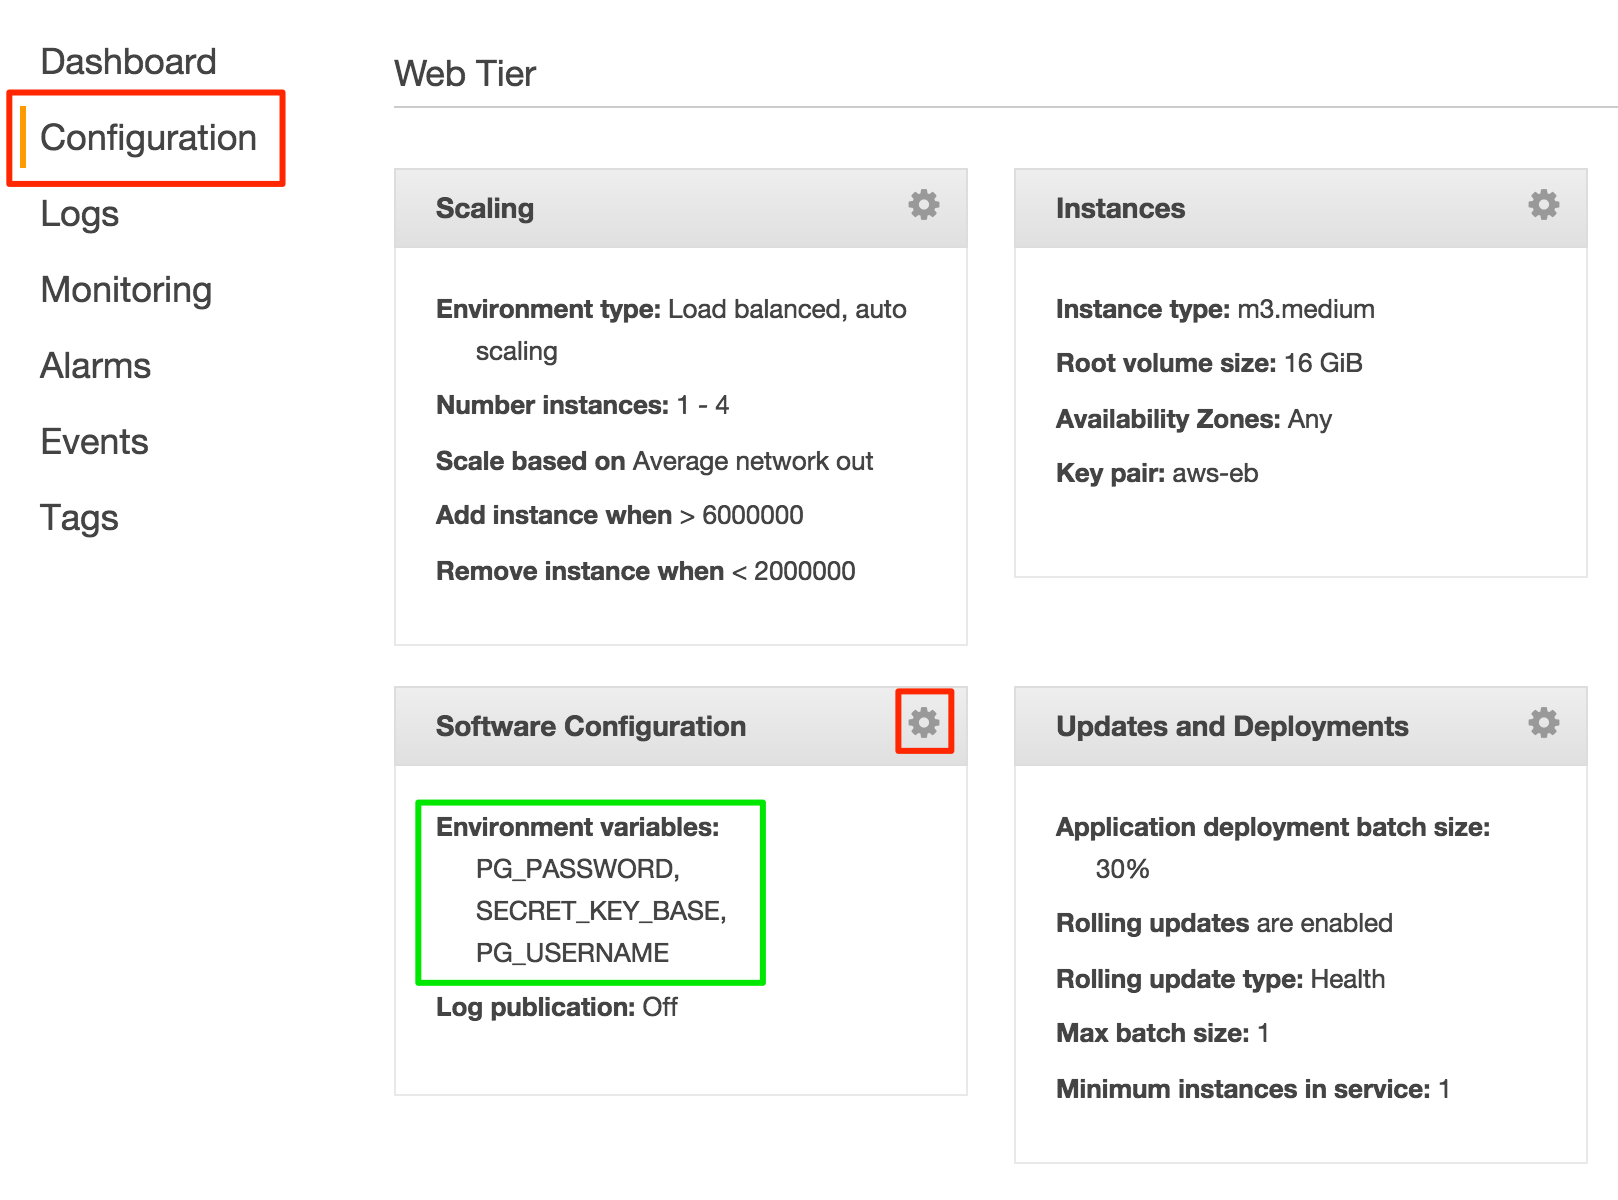 Dashboard
Configuration
Logs
Monitoring
Alarms
Events
Tags
Web Tier
Scaling
Environment type: Load balanced, auto
scaling
Number instances: 1 - 4
Scale based on Average network out
Add instance when > 6000000
Remove instance when < 2000000
Instances
Instance type: m3.medium
Root volume size: 16 GiB
Availability Zones: Any
Key pair: aws-eb
Software Configuration
Environment variables:
PG_PASSWORD,
SECRET_KEY_BASE,
PG_USERNAME
Log publication: Off
Updates and Deployments
Application deployment batch size:
30%
Rolling updates are enabled
Rolling update type: Health
Max batch size: 1
Minimum instances in service: 1